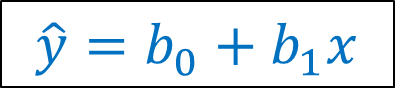 ŷ = b₀ + b₁x